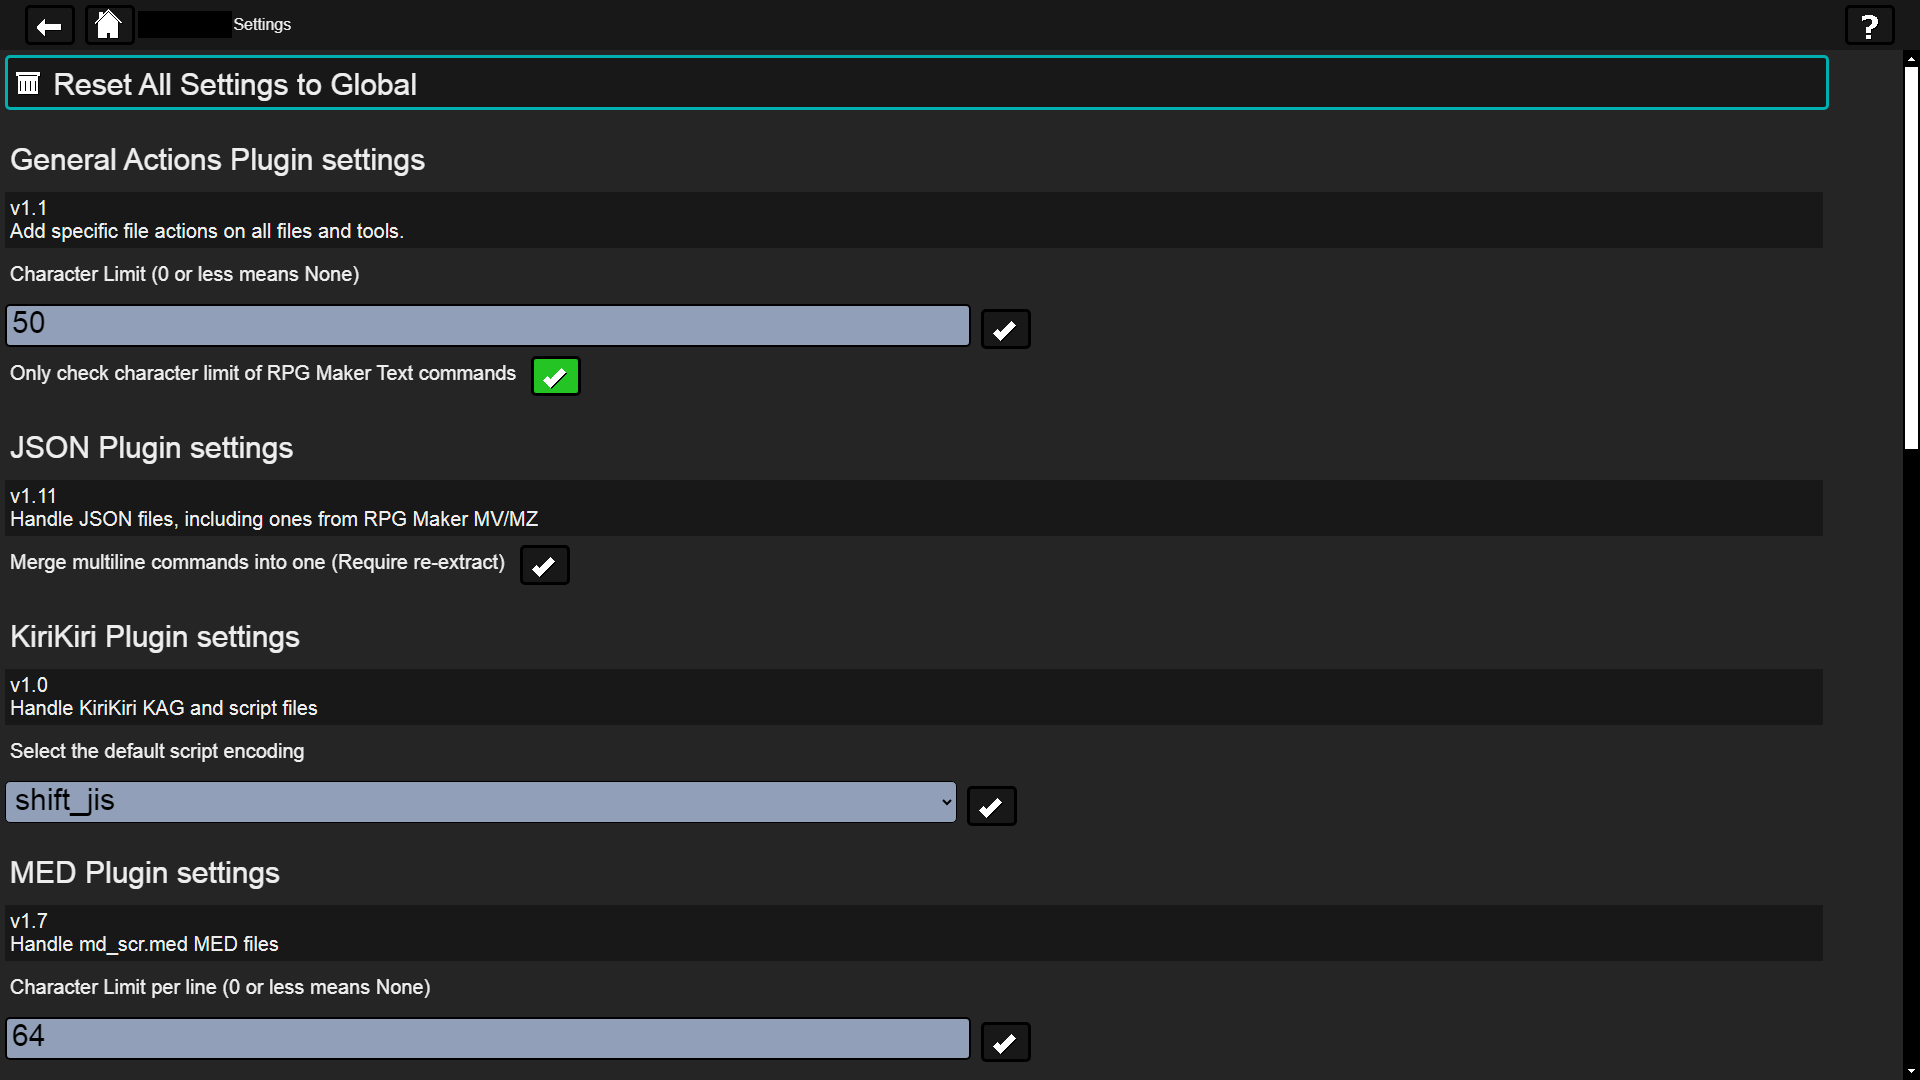 Settings
?
Reset All Settings to Global
General Actions Plugin settings
v1.1
Add specific file actions on all files and tools.
Character Limit (0 or less means None)
50
Only check character limit of RPG Maker Text commands
JSON Plugin settings
v1.11
Handle JSON files, including ones from RPG Maker MV/MZ
Merge multiline commands into one (Require re-extract)
KiriKiri Plugin settings
v1.0
Handle KiriKiri KAG and script files
Select the default script encoding
shift_jis
MED Plugin settings
v1.7
Handle md_scr.med MED files
Character Limit per line (0 or less means None)
64